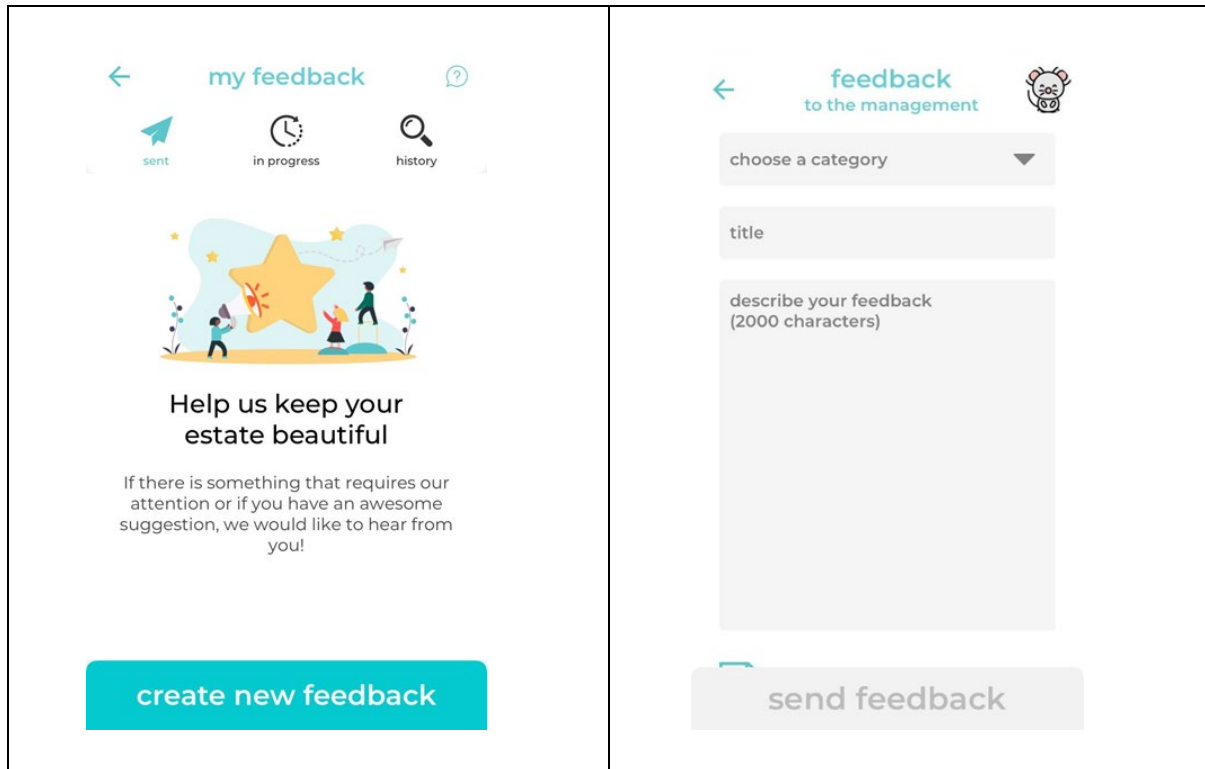 my feedback
?
sent
in progress
history
Help us keep your
estate beautiful
If there is something that requires our
attention or if you have an awesome
suggestion, we would like to hear from
you!
create new feedback
feedback
to the management
choose a category
title
describe your feedback
(2000 characters)
send feedback